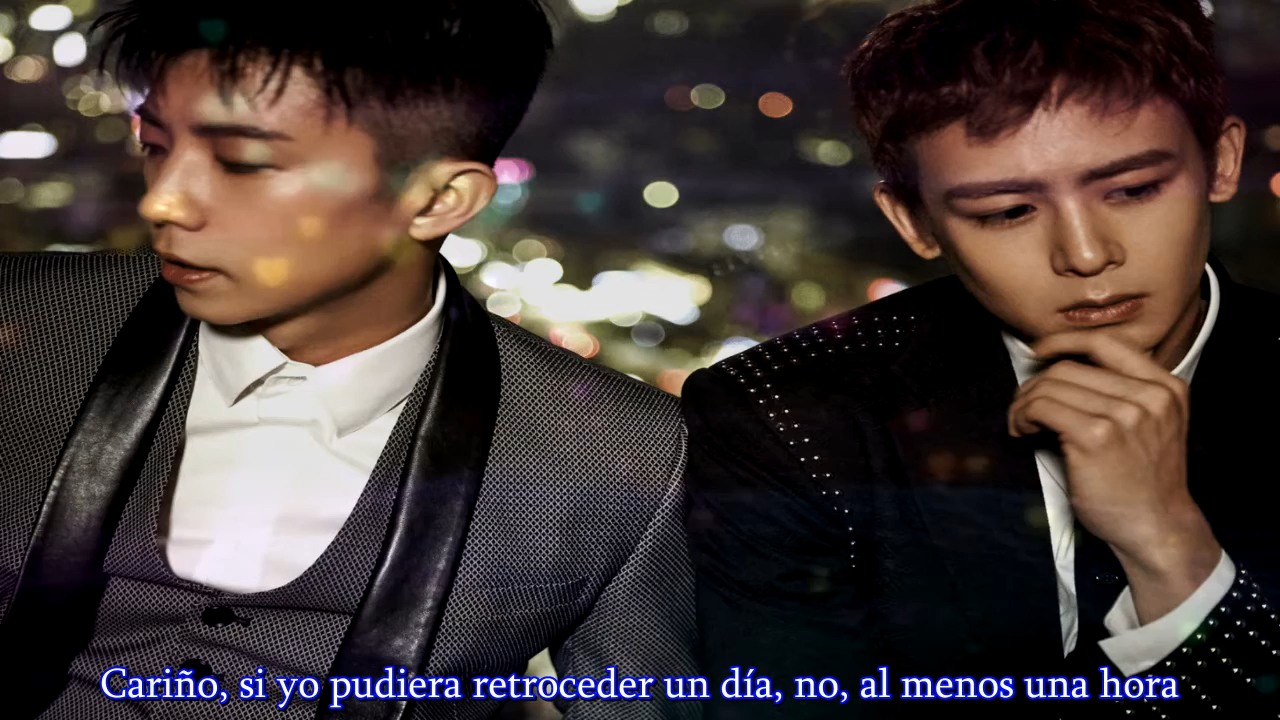 Cariño, si yo pudiera retroceder un día, no, al menos una hora